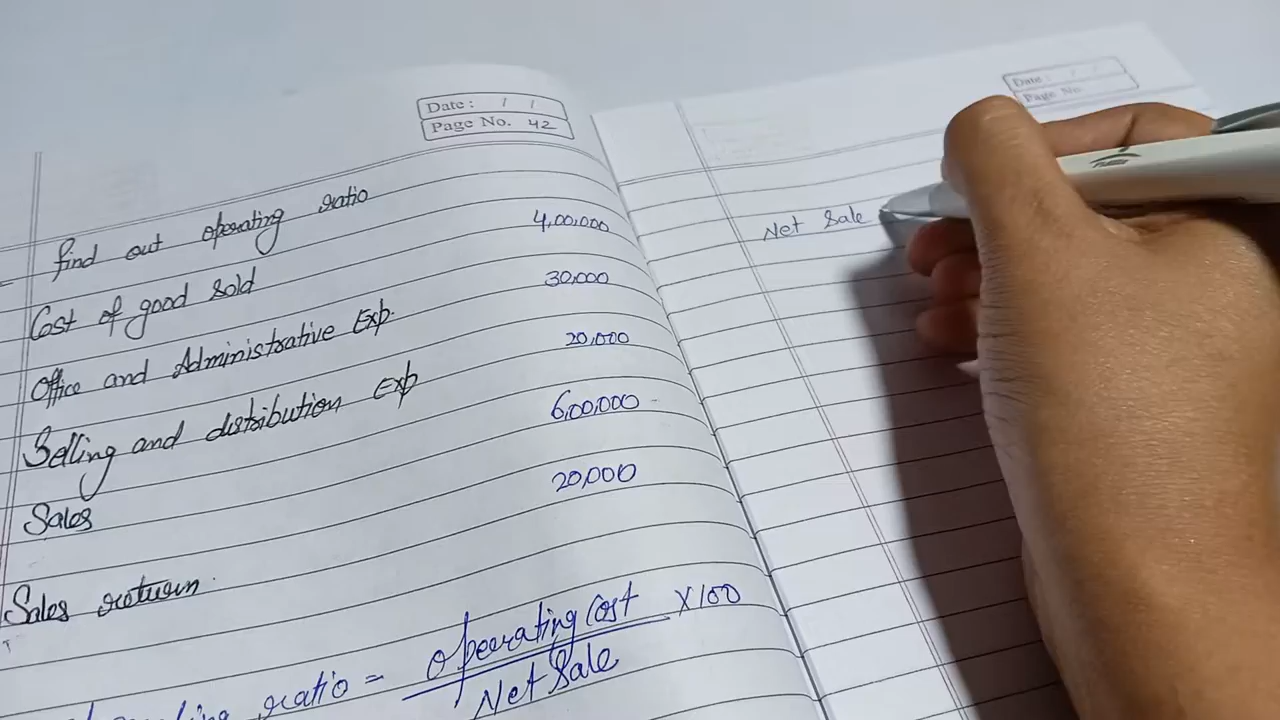 Date : / /
Page No. 42
find out operating ratio
Cost of good sold 4,00,000
Office and Administrative Exp. 30,000
Selling and distribution Exp 20,000
Sales 6,00,000
Sales return 20,000
ratio = operating Cost X100
Net Sale
Date : / /
Page No.
Net Sale